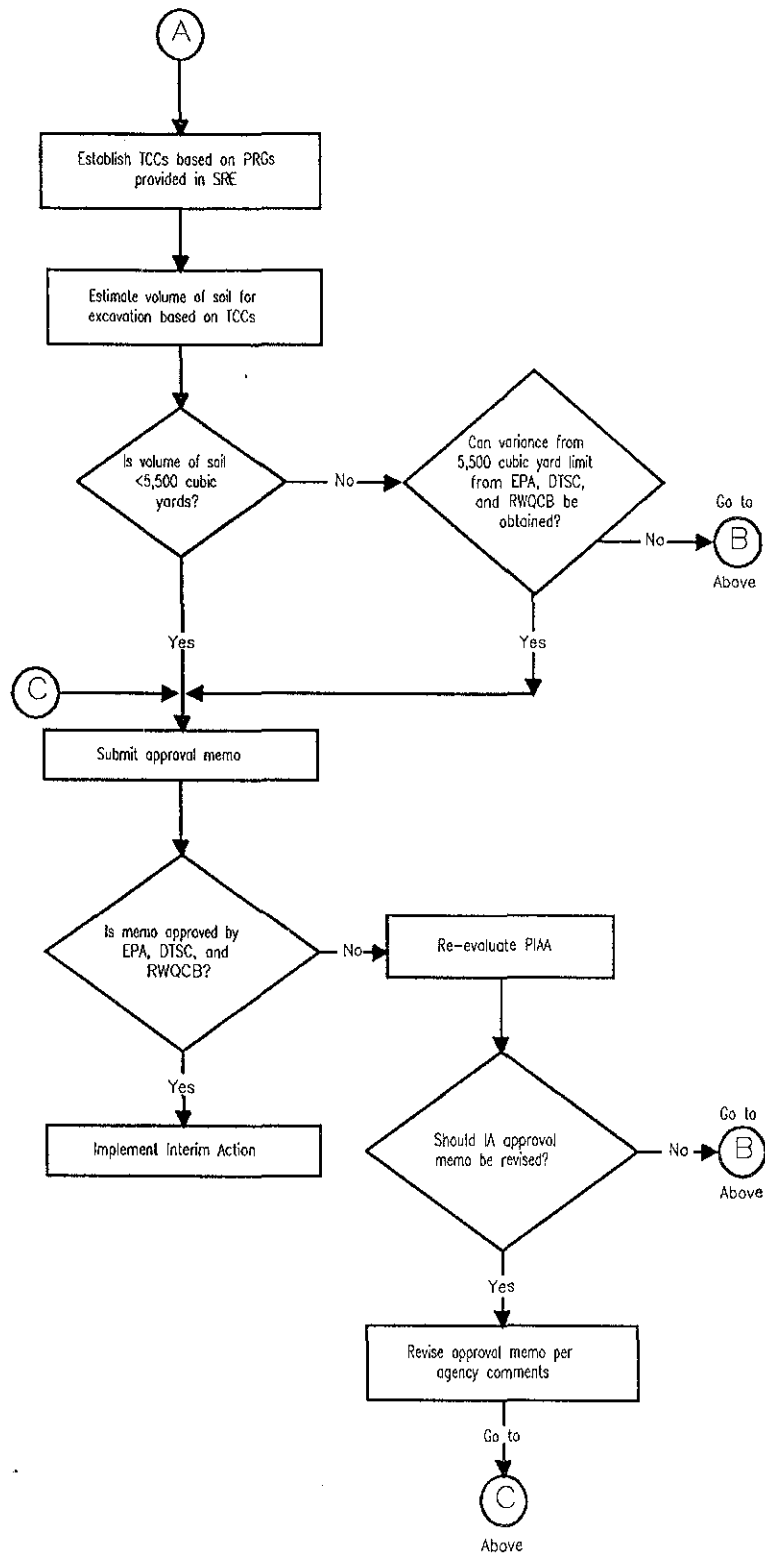 A
Establish TCCs based on PRGs
provided in SRE
Estimate volume of soil for
excavation based on TCCs
Is volume of soil
<5,500 cubic
yards?
No
Can variance from
5,500 cubic yard limit
from EPA, DTSC,
and RWQCB be
obtained?
No
Go to
B
Above
Yes
Yes
C
Submit approval memo
Is memo approved by
EPA, DTSC, and
RWQCB?
No
Re-evaluate PIAA
Yes
Implement Interim Action
Should IA approval
memo be revised?
No
Go to
B
Above
Yes
Revise approval memo per
agency comments
Go to
C
Above